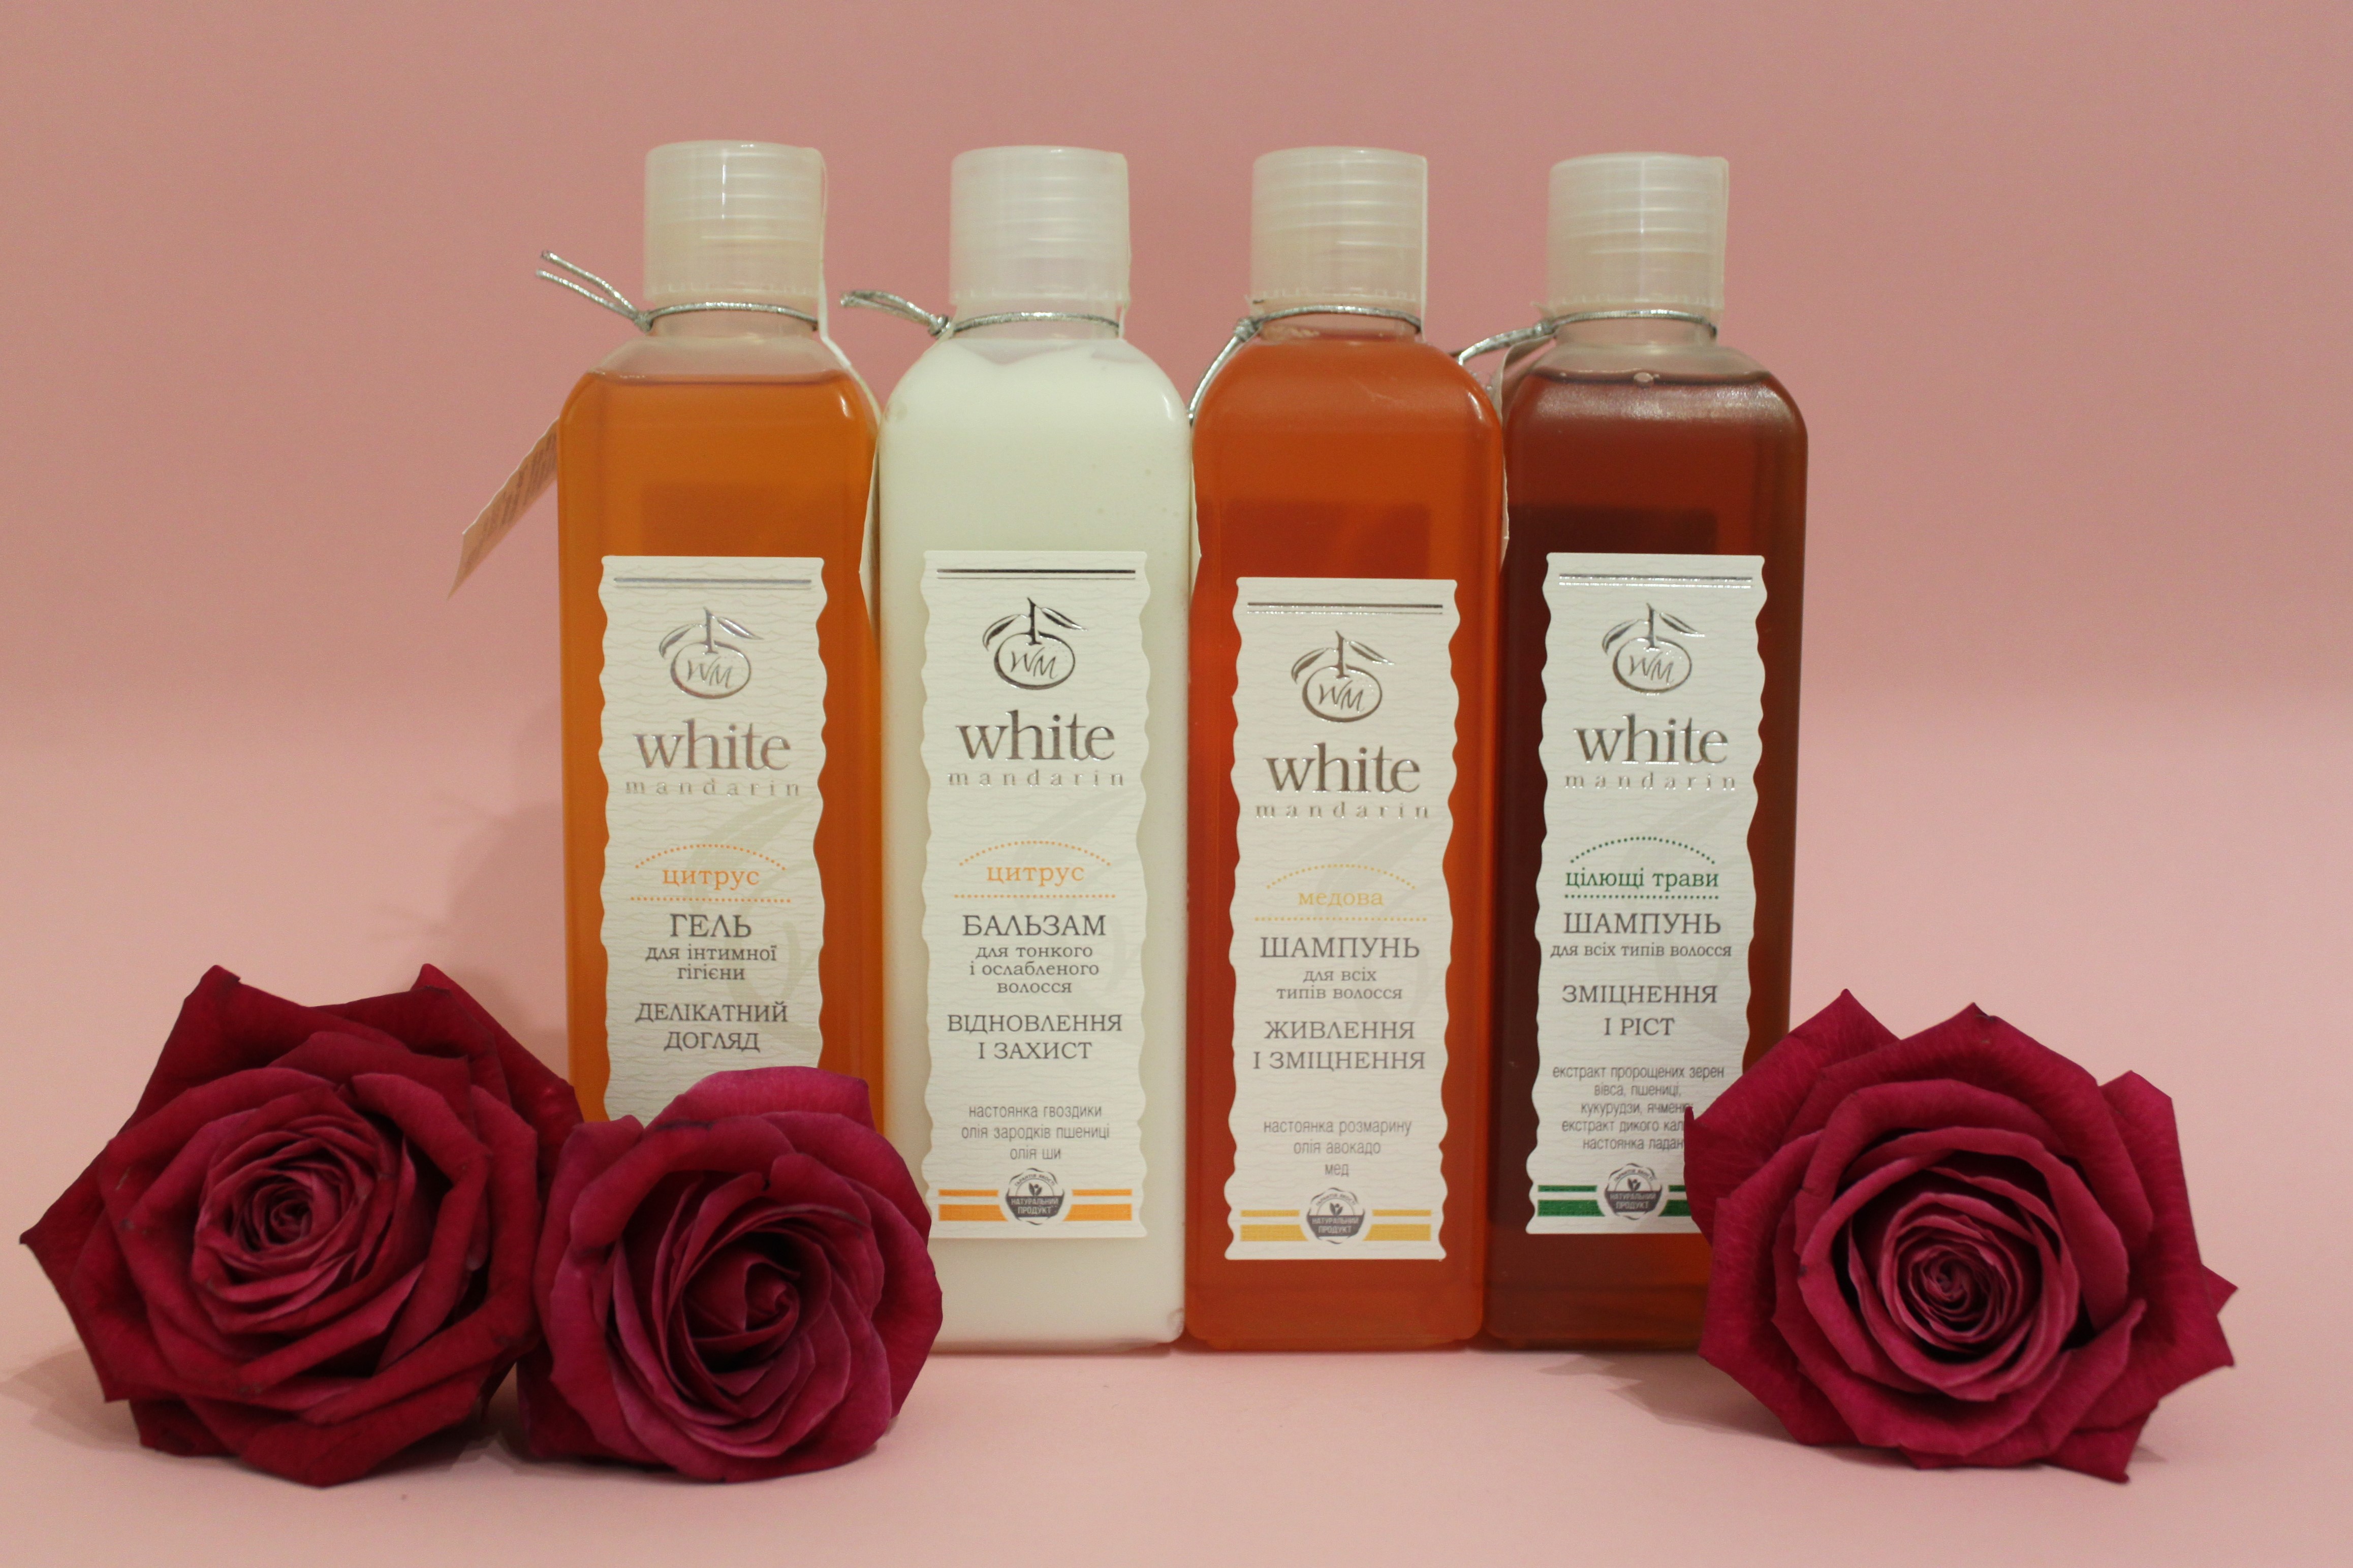 WM
white
mandarin
цитрус
ГЕЛЬ
для інтимної
гігієни
ДЕЛІКАТНИЙ
ДОГЛЯД
WM
white
mandarin
цитрус
БАЛЬЗАМ
для тонкого
і ослабленого
волосся
ВІДНОВЛЕННЯ
І ЗАХИСТ
настоянка гвоздики
олія зародків пшениці
олія ши
НАТУРАЛЬНИЙ
ПРОДУКТ
WM
white
mandarin
медова
ШАМПУНЬ
для всіх
типів волосся
ЖИВЛЕННЯ
І ЗМІЦНЕННЯ
настоянка розмарину
олія авокадо
мед
НАТУРАЛЬНИЙ
ПРОДУКТ
WM
white
mandarin
цілющі трави
ШАМПУНЬ
для всіх типів волосся
ЗМІЦНЕННЯ
І РІСТ
екстракт пророщених зерен
вівса, пшениці,
кукурудзи,
екстракт дикого
настоянка
НАТУРАЛЬНИЙ
ПРОДУКТ